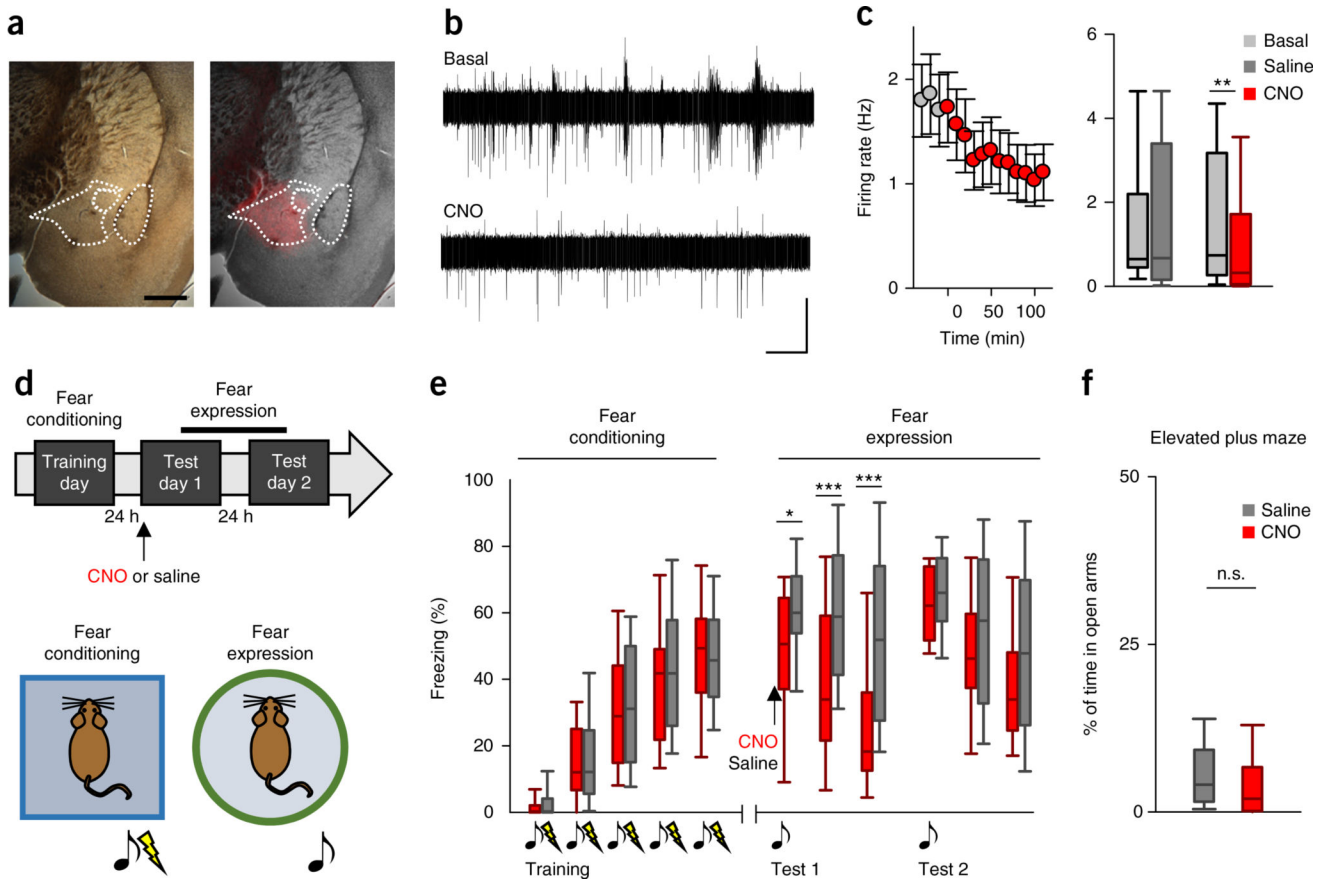 a
b
Basal
CNO
c
Firing rate (Hz)
2
1
0
0 50 100
Time (min)
6
4
2
0
**
Basal
Saline
CNO
d
Fear
conditioning
Fear
expression
Training
day
Test
day 1
Test
day 2
24 h
24 h
CNO or saline
Fear
conditioning
Fear
expression
e
Fear
conditioning
Fear
expression
Freezing (%)
100
80
60
40
20
0
*
***
***
CNO
Saline
Training
Test 1
Test 2
f
Elevated plus maze
% of time in open arms
50
25
0
Saline
CNO
n.s.